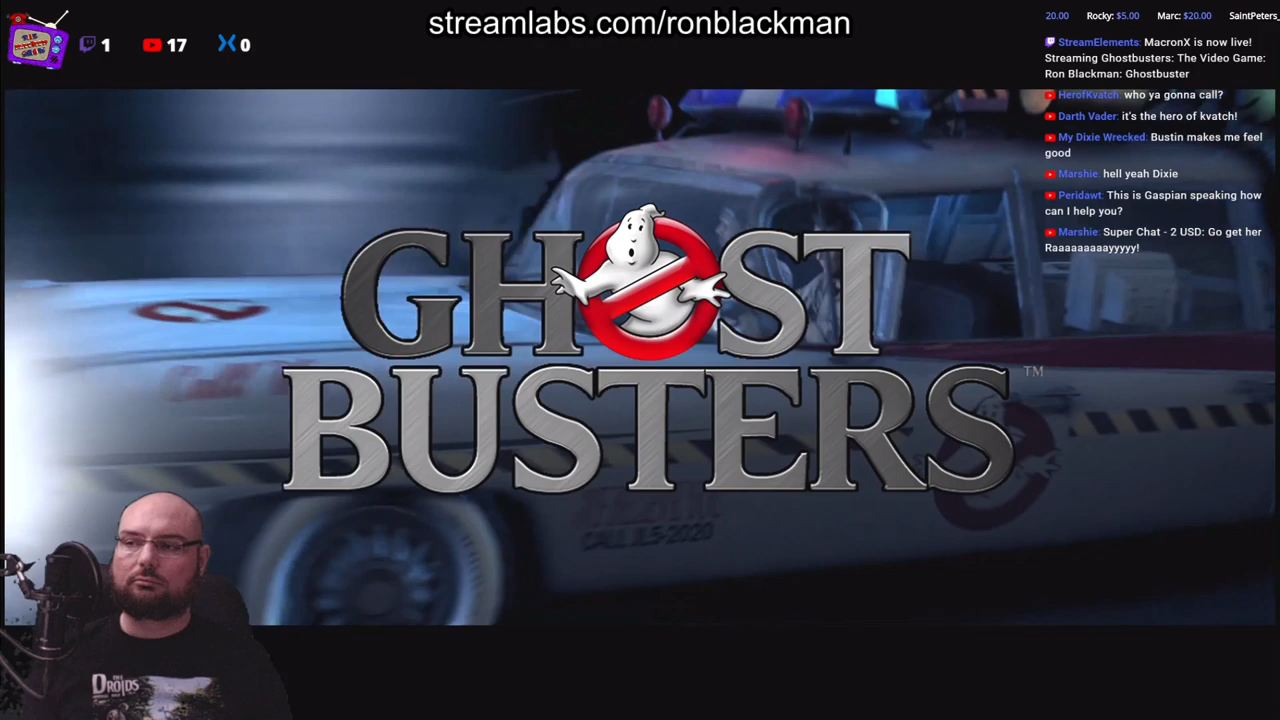 streamlabs.com/ronblackman
1
17
0
20.00 Rocky: $5.00 Marc: $20.00 SaintPeters
StreamElements: MacronX is now live!
Streaming Ghostbusters: The Video Game:
Ron Blackman: Ghostbuster
HerofKvatch: who ya gonna call?
Darth Vader: it's the hero of kvatch!
My Dixie Wrecked: Bustin makes me feel
good
Marshie: hell yeah Dixie
Peridawt: This is Gaspian speaking how
can I help you?
Marshie: Super Chat - 2 USD: Go get her
Raaaaaaaaayyyyy!
GHOST
BUSTERS
TM
CALL JL5-2020
THE
DROIDS